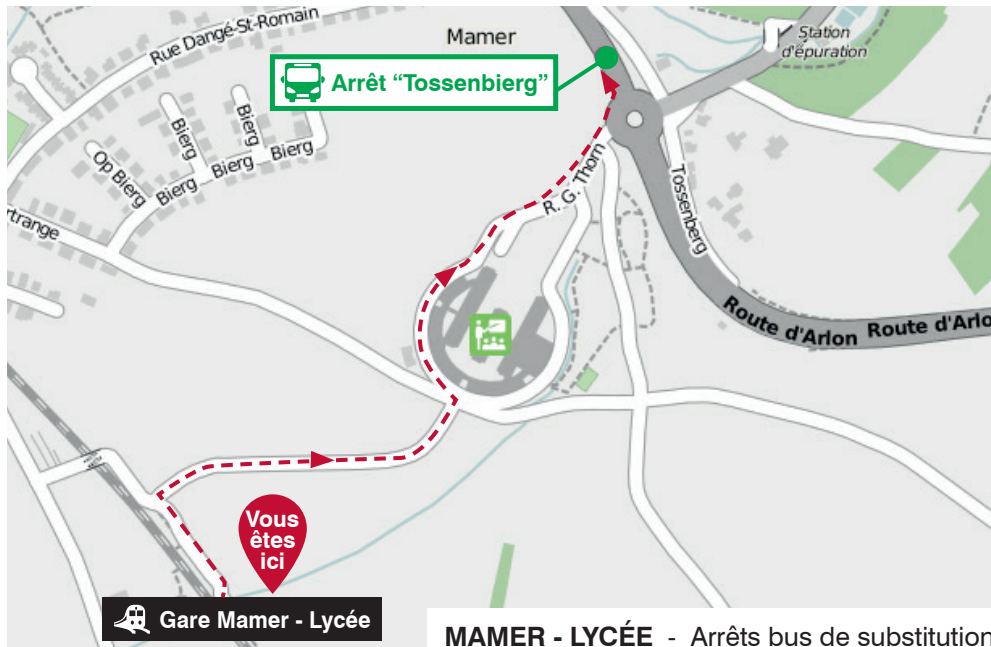 Rue Dangé-St-Romain
Mamer
Station
d'épuration
Arrêt "Tossenbierg"
Bierg
Bierg
Op Bierg
Bierg
Bierg
Bierg
rtrange
R. G. Thorn
Tossenberg
Route d'Arlon
Route d'Arlo
Vous
êtes
ici
Gare Mamer - Lycée
MAMER - LYCÉE - Arrêts bus de substitution